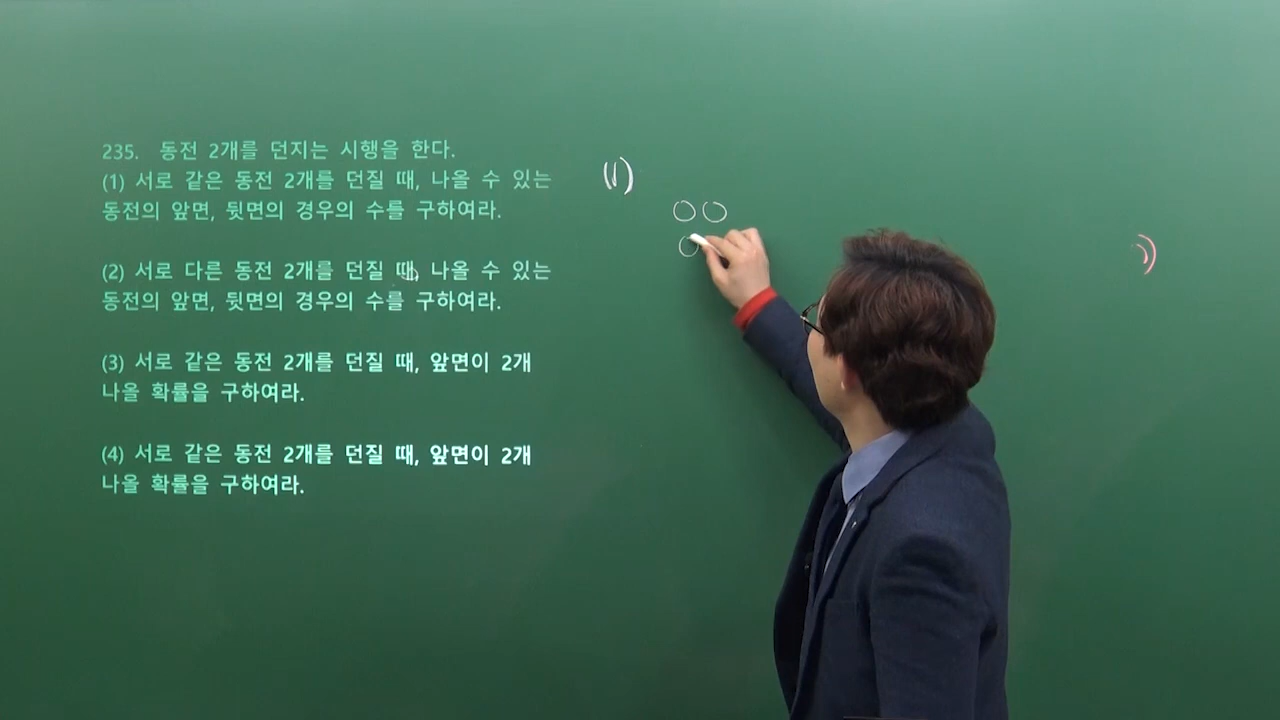 235. 동전 2개를 던지는 시행을 한다.
(1) 서로 같은 동전 2개를 던질 때, 나올 수 있는
동전의 앞면, 뒷면의 경우의 수를 구하여라.
(2) 서로 다른 동전 2개를 던질 때, 나올 수 있는
동전의 앞면, 뒷면의 경우의 수를 구하여라.
(3) 서로 같은 동전 2개를 던질 때, 앞면이 2개
나올 확률을 구하여라.
(4) 서로 같은 동전 2개를 던질 때, 앞면이 2개
나올 확률을 구하여라.
(1)